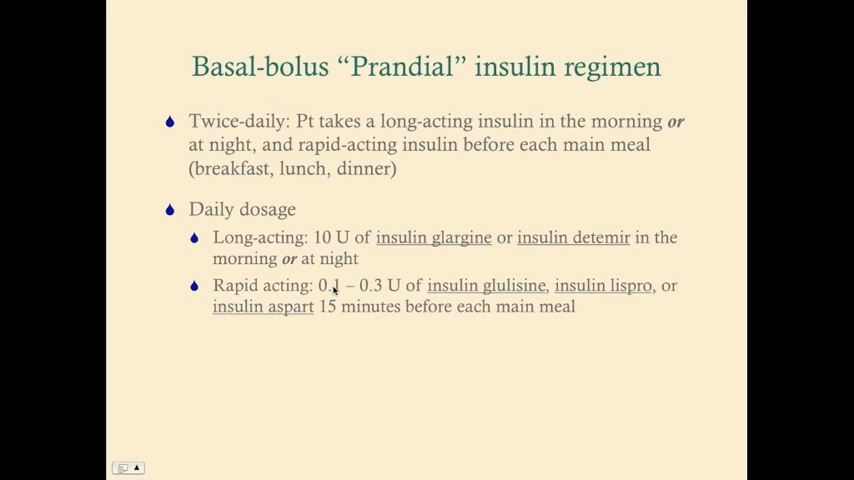 Basal-bolus “Prandial” insulin regimen
Twice-daily: Pt takes a long-acting insulin in the morning or
at night, and rapid-acting insulin before each main meal
(breakfast, lunch, dinner)
Daily dosage
Long-acting: 10 U of insulin glargine or insulin detemir in the
morning or at night
Rapid acting: 0.1 – 0.3 U of insulin glulisine, insulin lispro, or
insulin aspart 15 minutes before each main meal